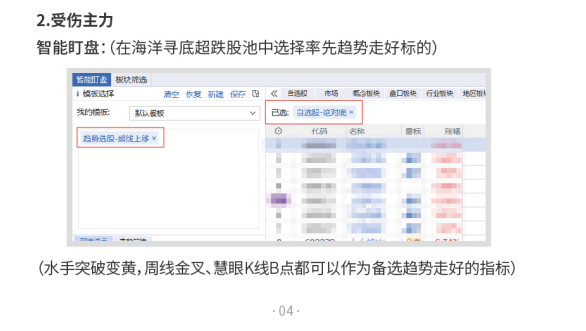 2.受伤主力
智能盯盘：（在海洋寻底超跌股池中选择率先趋势走好标的）
智能盯盘 板块筛选
模板选择 清空 恢复 新建 保存
自选股 市场 概念板块 盘口板块 行业板块 地区板块
我的模板: 默认模板
已选: 自选股-绝对底 ×
趋势选股-破线上移 ×
代码 名称 雷标 涨幅
（水手突破变黄，周线金叉、慧眼K线B点都可以作为备选趋势走好的指标）
· 04 ·